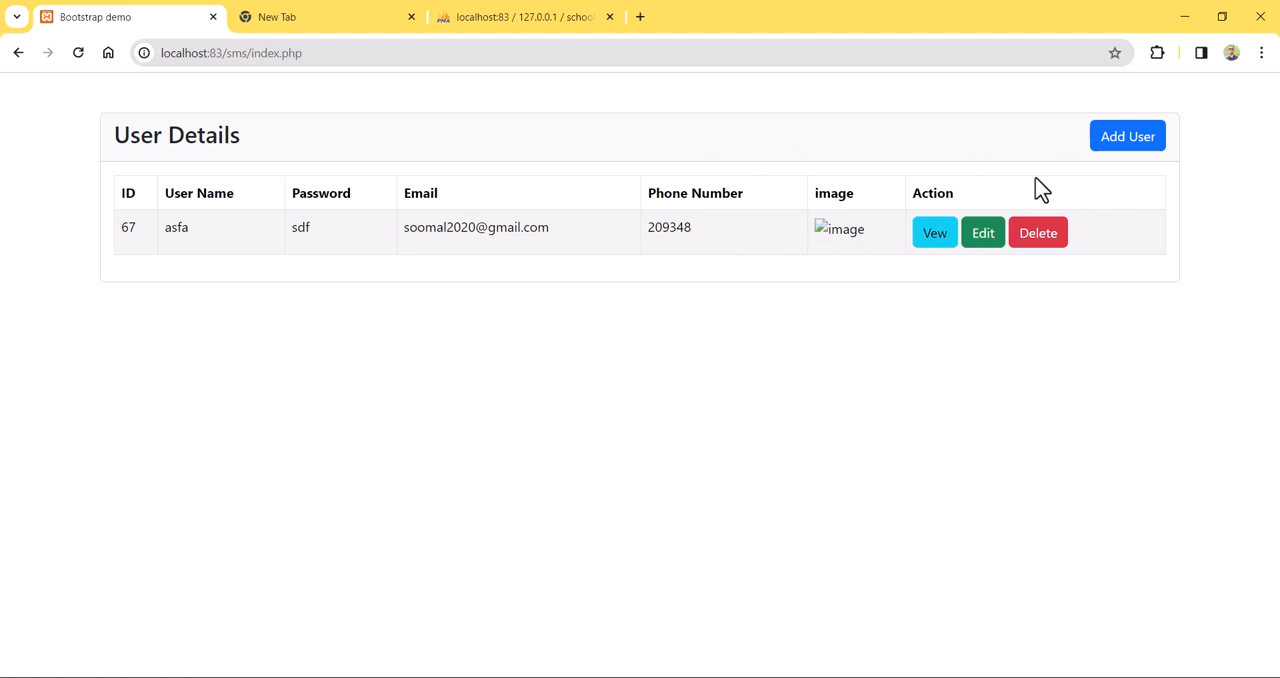 Bootstrap demo
New Tab
PMA
localhost:83 / 127.0.0.1 / school
localhost:83/sms/index.php
User Details
Add User
ID User Name Password Email Phone Number image Action
67 asfa sdf soomal2020@gmail.com 209348 image Vew Edit Delete